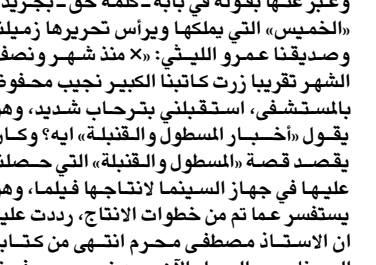 وعبر عنها بقوله في بابه ـ كلمة حق ـ بجريدة
«الخميس» التي يملكها ويرأس تحريرها زميلنا
وصديقنا عمرو الليثي: «× منذ شهر ونصف
الشهر تقريبا زرت كاتبنا الكبير نجيب محفوظ
بالمستشفى، استقبلني بترحاب شديد، وهو
يقول «أخبار المسطول والقنبلة» ايه؟ وكان
يقصد قصة «المسطول والقنبلة» التي حصلنا
عليها في جهاز السينما لانتاجها فيلما، وهو
يستفسر عما تم من خطوات الانتاج، رددت عليه
ان الاستاذ مصطفى محرم انتهى من كتابة